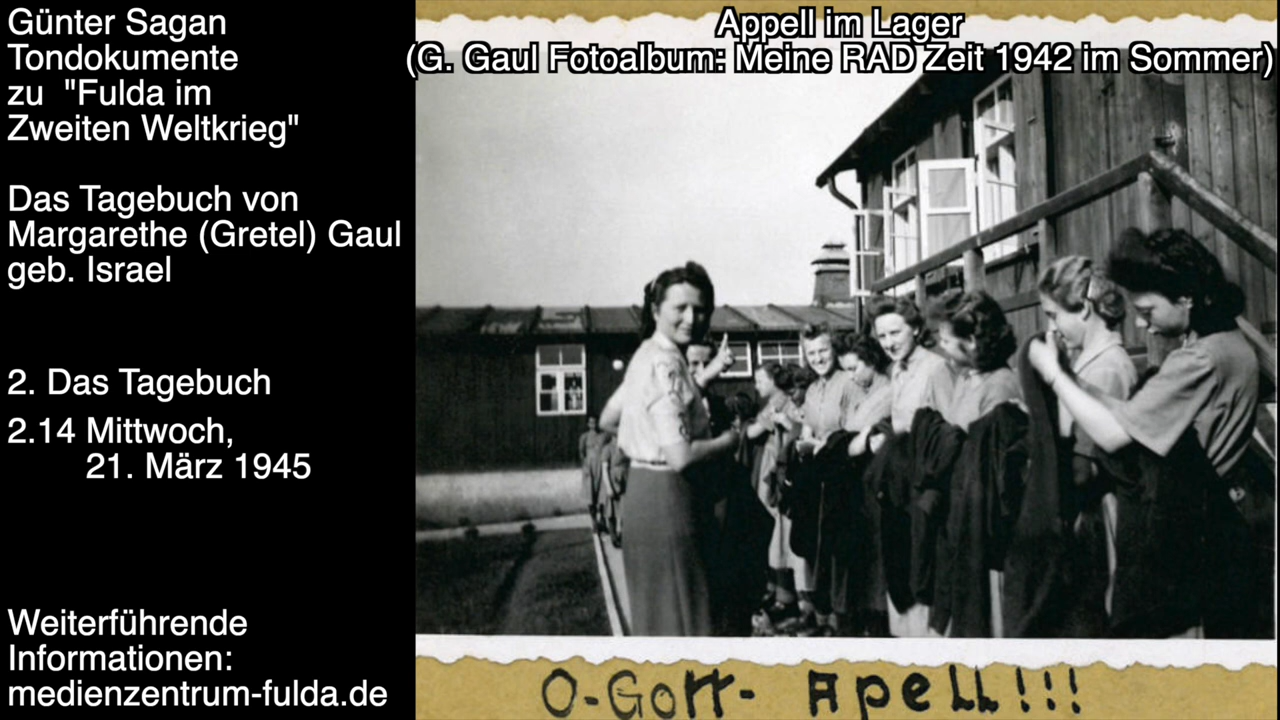 Günter Sagan
Tondokumente
zu "Fulda im
Zweiten Weltkrieg"
Das Tagebuch von
Margarethe (Gretel) Gaul
geb. Israel
2. Das Tagebuch
2.14 Mittwoch,
21. März 1945
Weiterführende
Informationen:
medienzentrum-fulda.de
Appell im Lager
(G. Gaul Fotoalbum: Meine RAD Zeit 1942 im Sommer)
O-Gott- Apell!!!